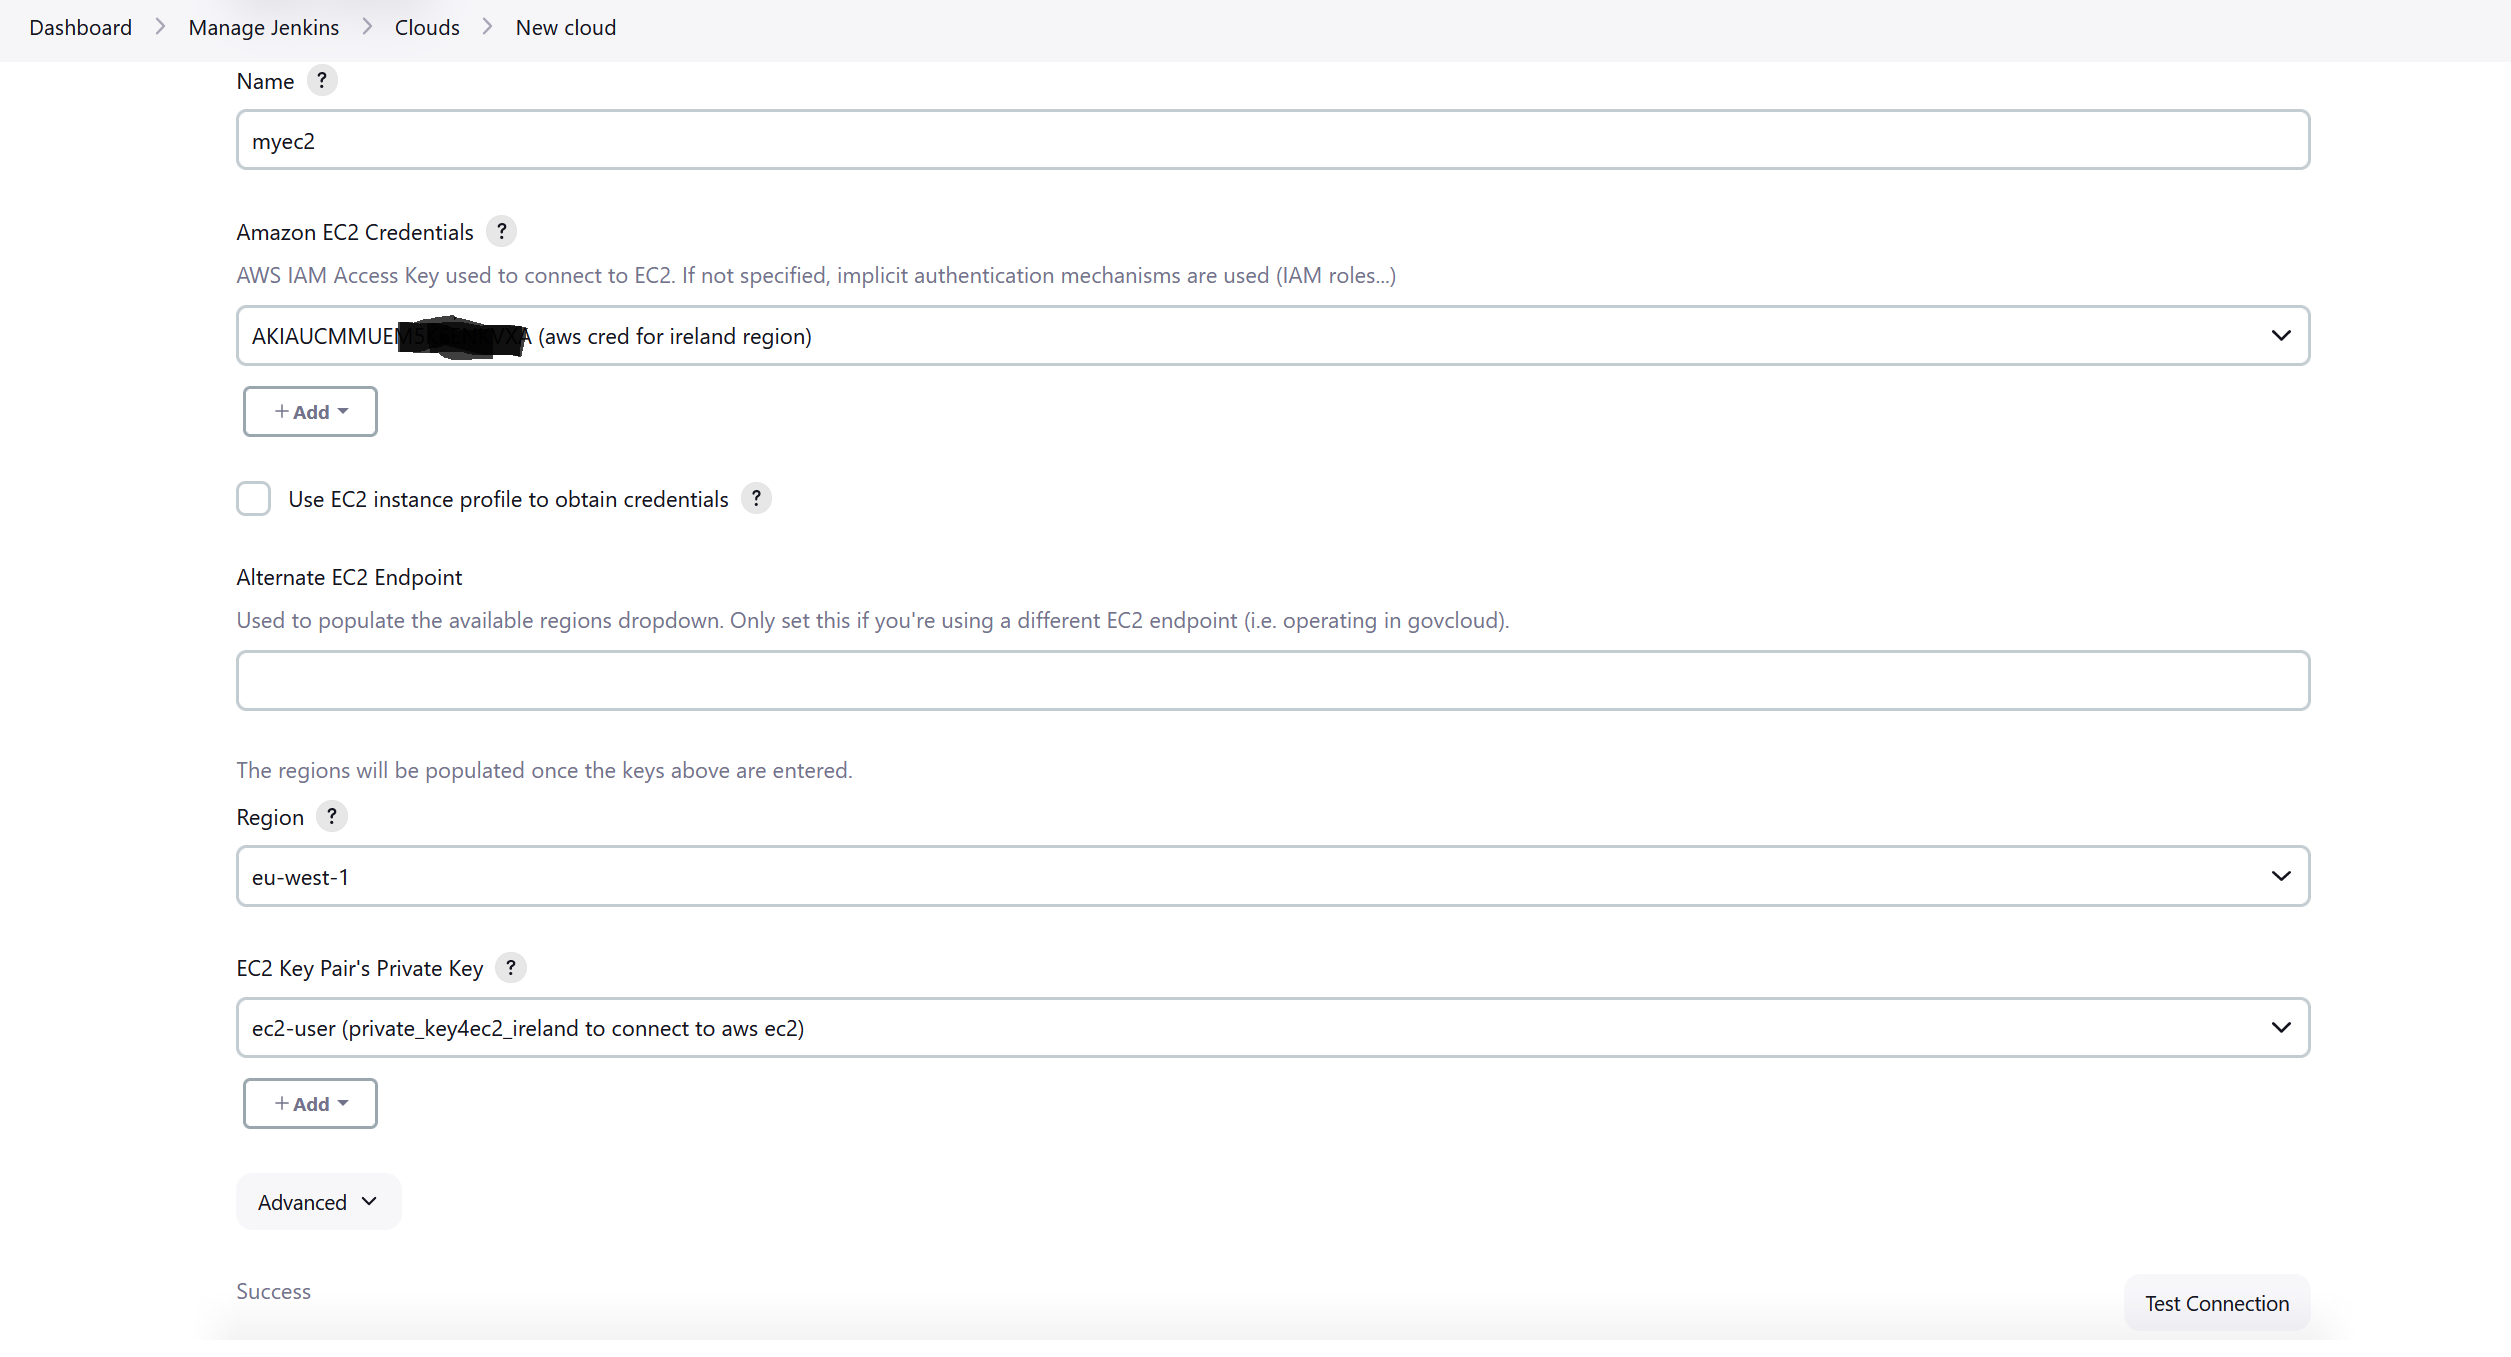 Dashboard > Manage Jenkins > Clouds > New cloud
Name ?
myec2
Amazon EC2 Credentials ?
AWS IAM Access Key used to connect to EC2. If not specified, implicit authentication mechanisms are used (IAM roles...)
(aws cred for ireland region)
+ Add
Use EC2 instance profile to obtain credentials ?
Alternate EC2 Endpoint
Used to populate the available regions dropdown. Only set this if you're using a different EC2 endpoint (i.e. operating in govcloud).
The regions will be populated once the keys above are entered.
Region ?
eu-west-1
EC2 Key Pair's Private Key ?
ec2-user (private_key4ec2_ireland to connect to aws ec2)
+ Add
Advanced
Success
Test Connection